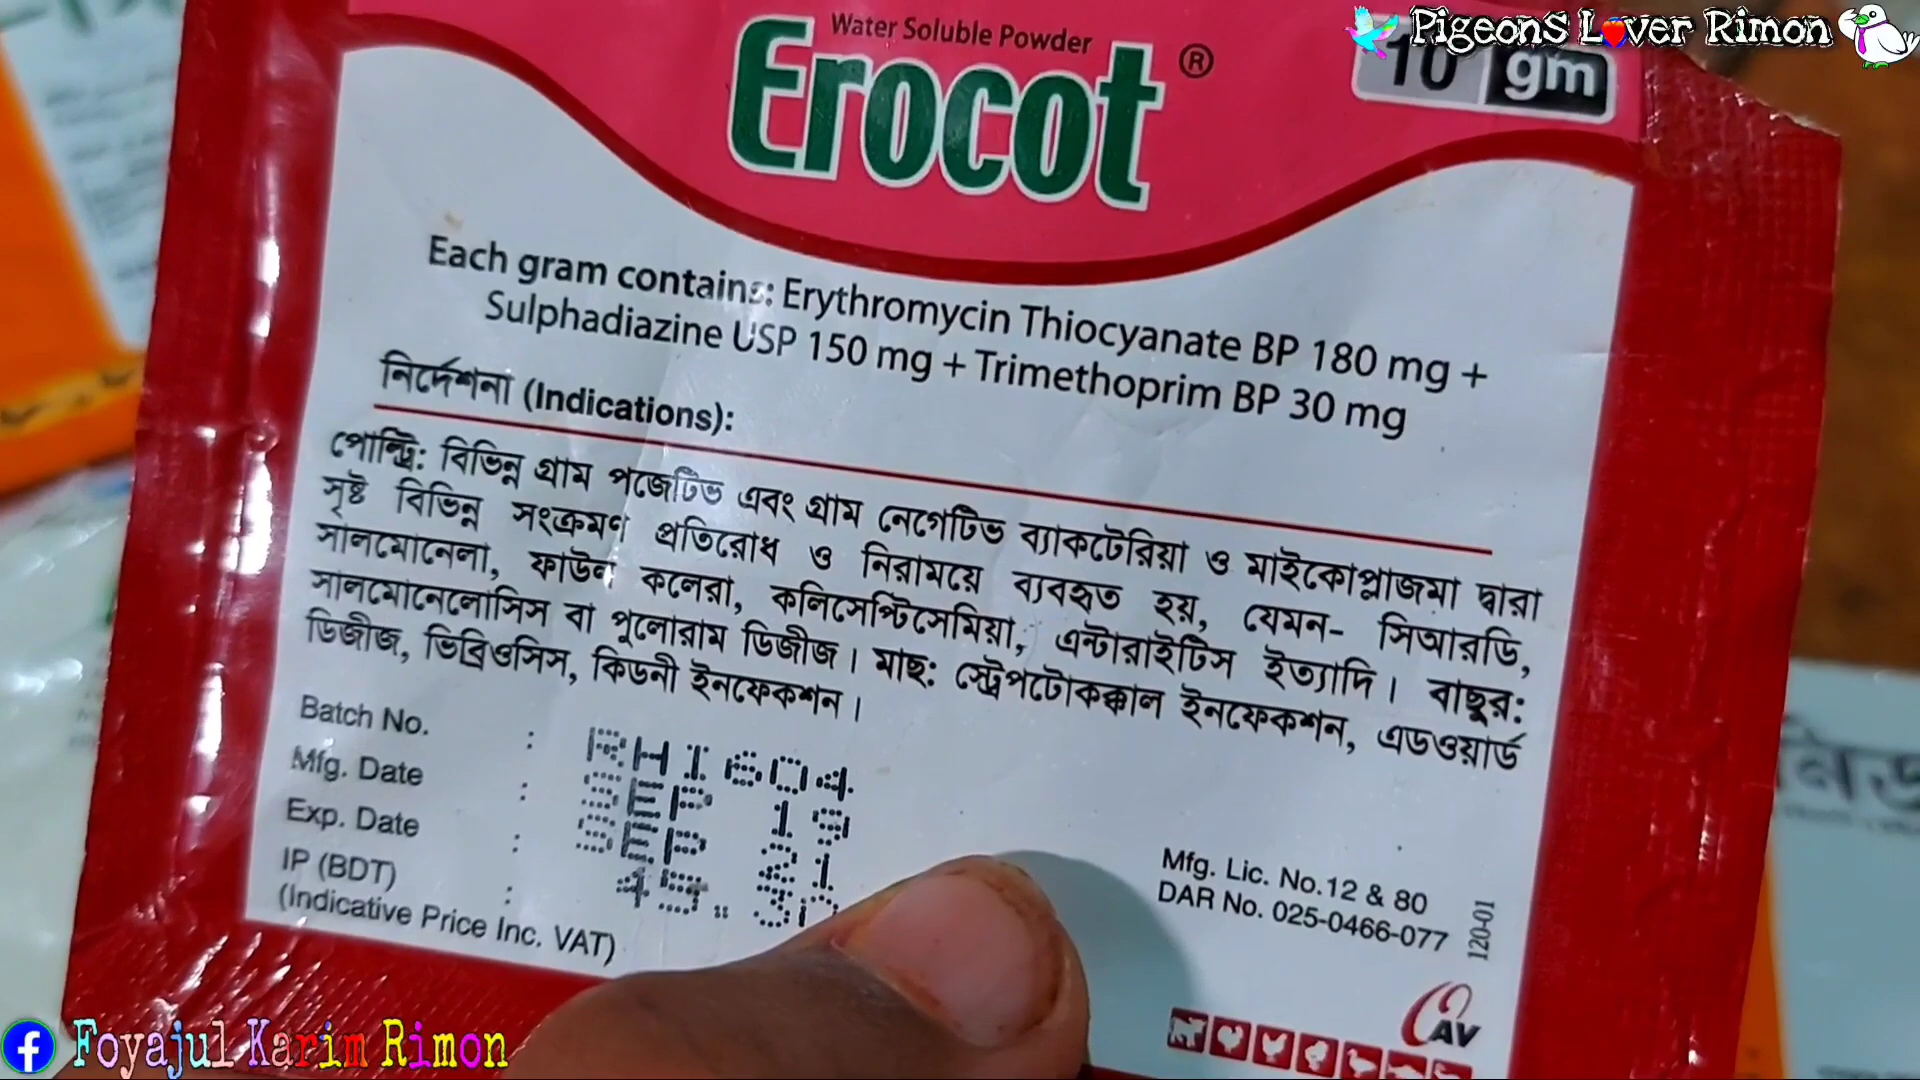 PigeonS Lover Rimon
Water Soluble Powder
Erocot ®
10 gm
Each gram contains: Erythromycin Thiocyanate BP 180 mg +
Sulphadiazine USP 150 mg + Trimethoprim BP 30 mg
নির্দেশনা (Indications):
পোল্ট্রি: বিভিন্ন গ্রাম পজেটিভ এবং গ্রাম নেগেটিভ ব্যাকটেরিয়া ও মাইকোপ্লাজমা দ্বারা
সৃষ্ট বিভিন্ন সংক্রমণ প্রতিরোধ ও নিরাময়ে ব্যবহৃত হয়, যেমন- সিআরডি,
সালমোনেলা, ফাউল কলেরা, কলিসেপ্টিসেমিয়া, এন্টারাইটিস ইত্যাদি। বাছুর:
সালমোনেলোসিস বা পুলোরাম ডিজীজ। মাছ: স্ট্রেপটোকক্কাল ইনফেকশন, এডওয়ার্ড
ডিজীজ, ভিব্রিওসিস, কিডনী ইনফেকশন।
Batch No. : RHI604
Mfg. Date : SEP 19
Exp. Date : SEP 21
IP (BDT) : 45.
(Indicative Price Inc. VAT)
Mfg. Lic. No.12 & 80
DAR No. 025-0466-077
120-01
AV
Foyajul Karim Rimon